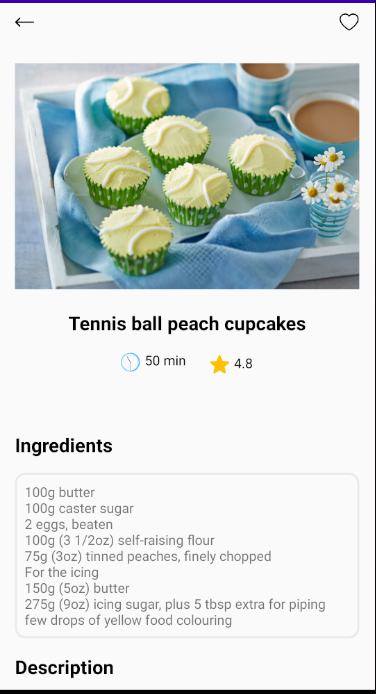 Tennis ball peach cupcakes
50 min
4.8
Ingredients
100g butter
100g caster sugar
2 eggs, beaten
100g (3 1/2oz) self-raising flour
75g (3oz) tinned peaches, finely chopped
For the icing
150g (5oz) butter
275g (9oz) icing sugar, plus 5 tbsp extra for piping
few drops of yellow food colouring
Description